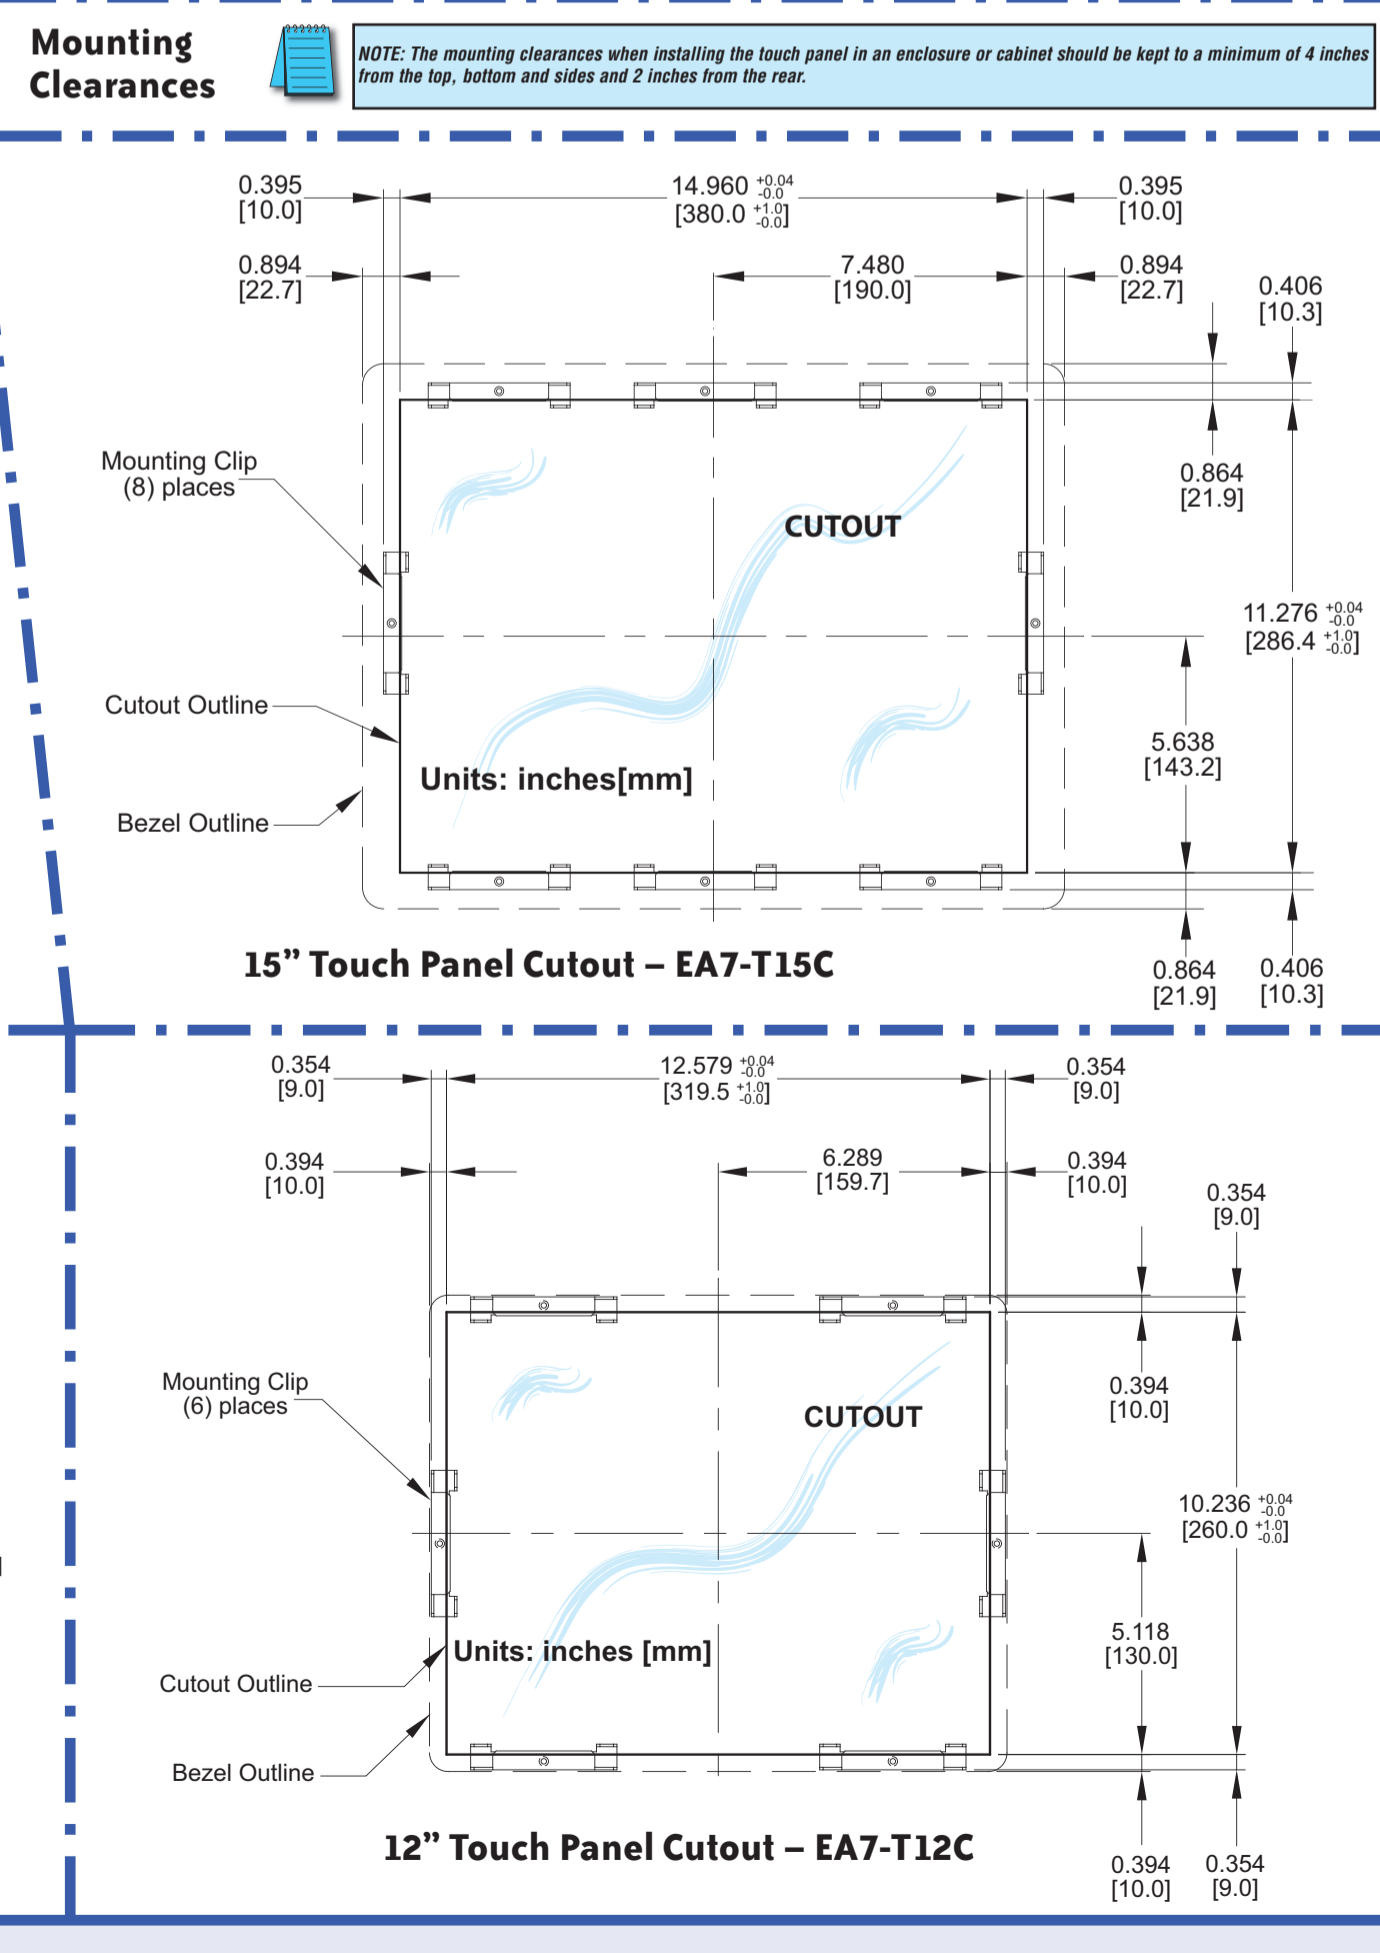 Mounting
Clearances
NOTE: The mounting clearances when installing the touch panel in an enclosure or cabinet should be kept to a minimum of 4 inches
from the top, bottom and sides and 2 inches from the rear.
0.395
[10.0]
14.960 +0.04 -0.0
[380.0 +1.0 -0.0]
0.395
[10.0]
0.894
[22.7]
7.480
[190.0]
0.894
[22.7]
0.406
[10.3]
Mounting Clip
(8) places
0.864
[21.9]
CUTOUT
11.276 +0.04 -0.0
[286.4 +1.0 -0.0]
Cutout Outline
5.638
[143.2]
Units: inches[mm]
Bezel Outline
15” Touch Panel Cutout – EA7-T15C
0.864
[21.9]
0.406
[10.3]
0.354
[9.0]
12.579 +0.04 -0.0
[319.5 +1.0 -0.0]
0.354
[9.0]
0.394
[10.0]
6.289
[159.7]
0.394
[10.0]
0.354
[9.0]
Mounting Clip
(6) places
0.394
[10.0]
CUTOUT
10.236 +0.04 -0.0
[260.0 +1.0 -0.0]
5.118
[130.0]
Units: inches [mm]
Cutout Outline
Bezel Outline
12” Touch Panel Cutout – EA7-T12C
0.394
[10.0]
0.354
[9.0]